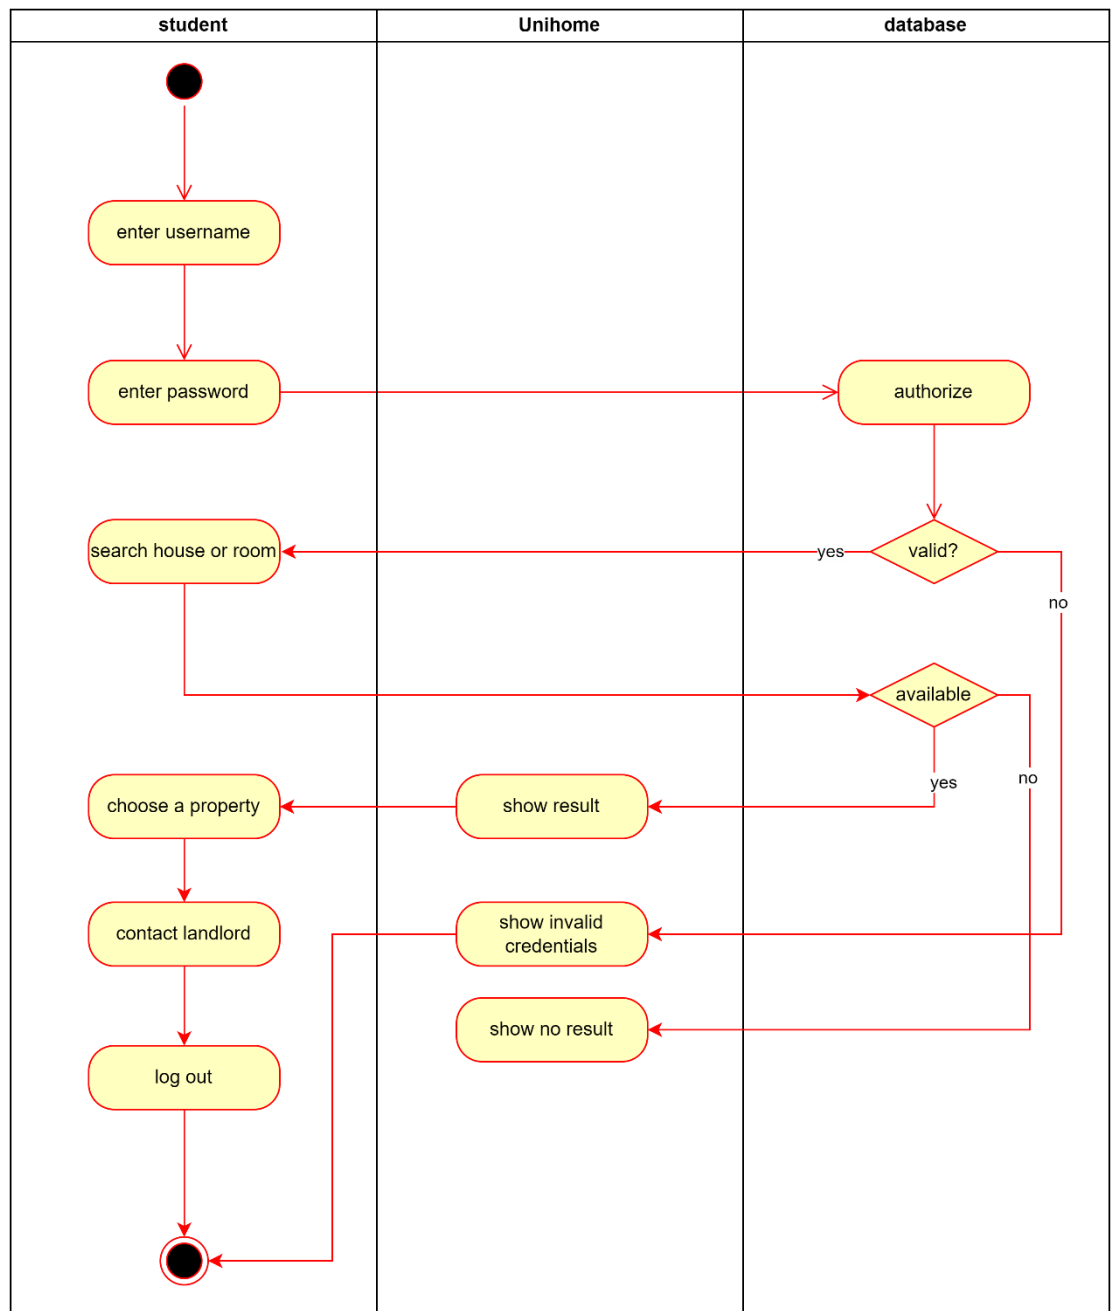 student
Unihome
database
enter username
enter password
authorize
search house or room
yes
valid?
no
available
yes
no
choose a property
show result
contact landlord
show invalid
credentials
show no result
log out